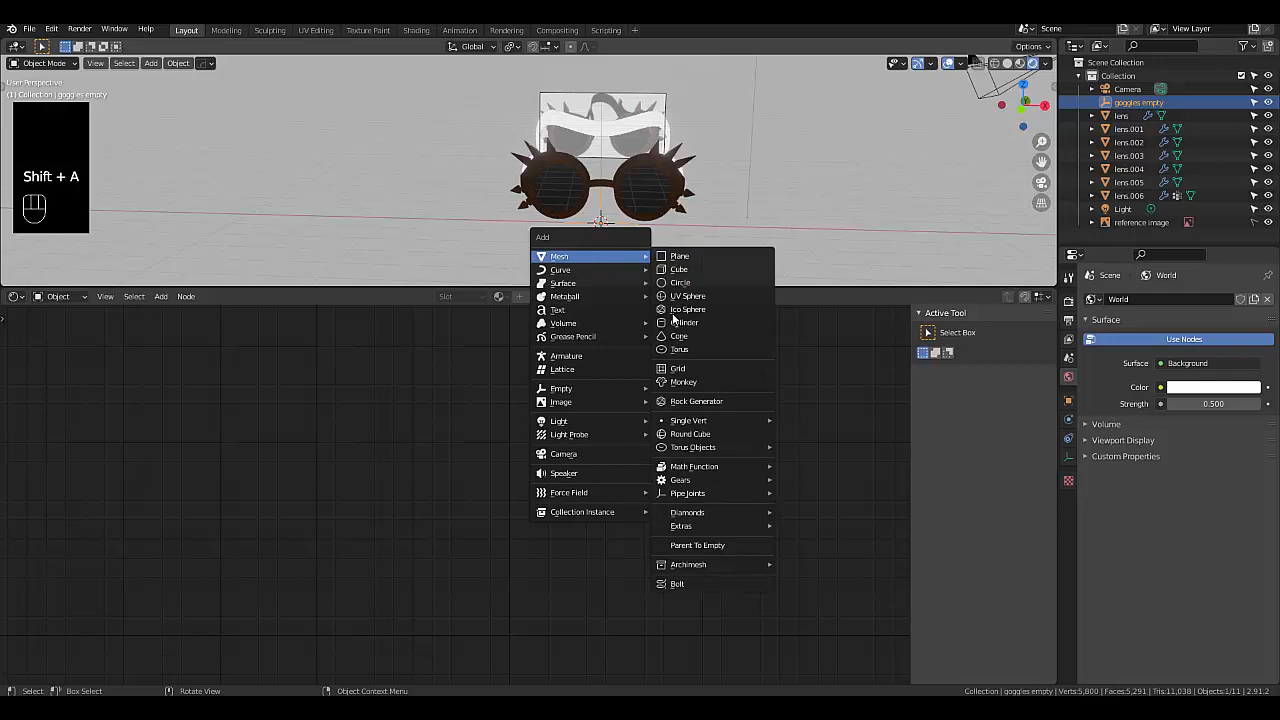 File Edit Render Window Help Layout Modeling Sculpting UV Editing Texture Paint Shading Animation Rendering Compositing Scripting + Scene View Layer
Global Options
Object Mode View Select Add Object
User Perspective
(1) Collection | goggles empty
Shift + A
Scene Collection
Collection
Camera
goggles empty
lens
lens.001
lens.002
lens.003
lens.004
lens.005
lens.006
Light
reference image
Add
Mesh
Curve
Surface
Metaball
Text
Volume
Grease Pencil
Armature
Lattice
Empty
Image
Light
Light Probe
Camera
Speaker
Force Field
Collection Instance
Plane
Cube
Circle
UV Sphere
Ico Sphere
Cylinder
Cone
Torus
Grid
Monkey
Rock Generator
Single Vert
Round Cube
Torus Objects
Math Function
Gears
Pipe Joints
Diamonds
Extras
Parent To Empty
Archimesh
Bolt
Object View Select Add Node Slot
Active Tool
Select Box
Scene World
World
Surface
Use Nodes
Surface Background
Color
Strength 0.500
Volume
Viewport Display
Custom Properties
Select Box Select Rotate View Object Context Menu Collection | goggles empty | Verts:5,800 | Faces:5,291 | Tris:11,038 | Objects:1/11 | 2.91.2